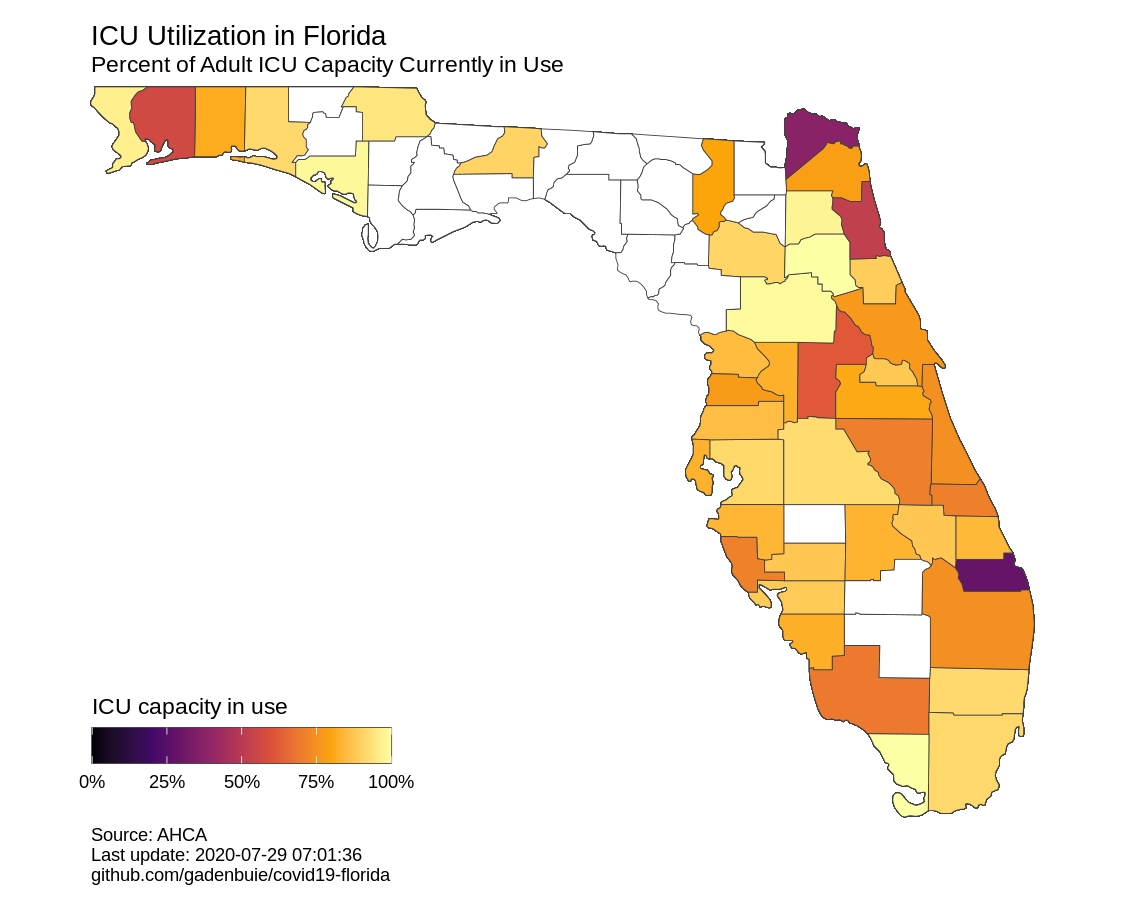 ICU Utilization in Florida
Percent of Adult ICU Capacity Currently in Use
ICU capacity in use
0% 25% 50% 75% 100%
Source: AHCA
Last update: 2020-07-29 07:01:36
github.com/gadenbuie/covid19-florida